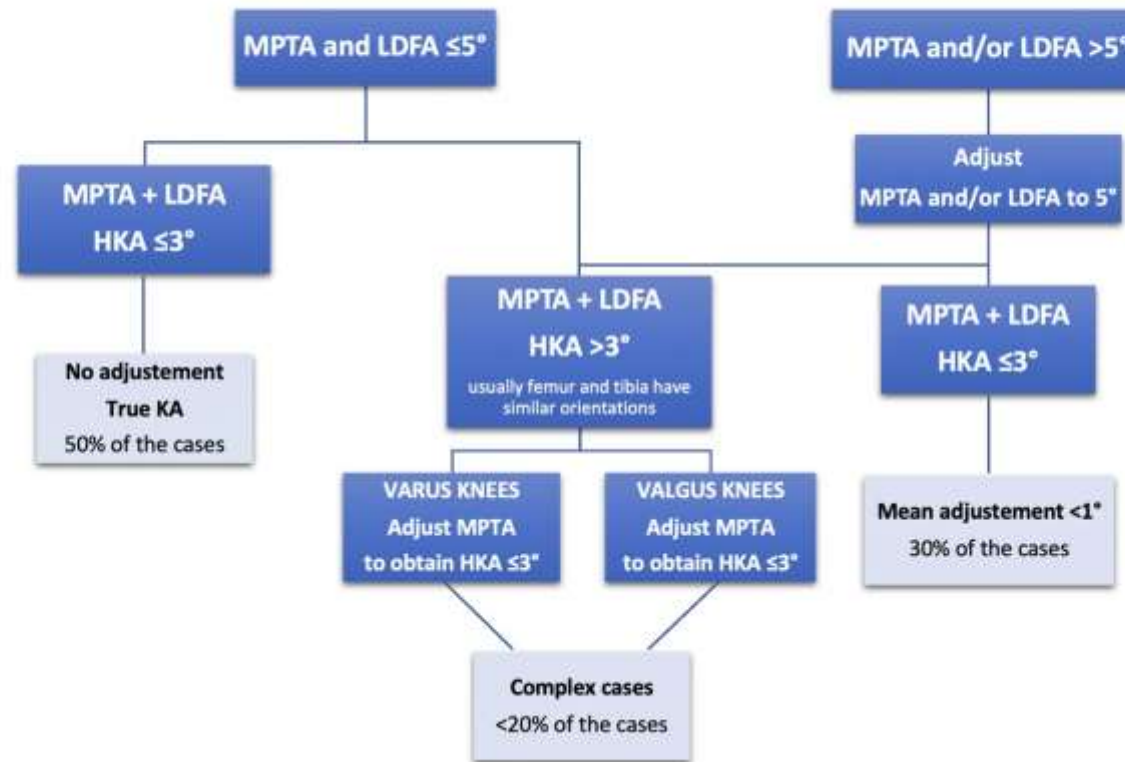 MPTA and LDFA ≤5°
MPTA and/or LDFA >5°
Adjust
MPTA and/or LDFA to 5°
MPTA + LDFA
HKA ≤3°
MPTA + LDFA
HKA >3°
usually femur and tibia have
similar orientations
MPTA + LDFA
HKA ≤3°
No adjustement
True KA
50% of the cases
VARUS KNEES
Adjust MPTA
to obtain HKA ≤3°
VALGUS KNEES
Adjust MPTA
to obtain HKA ≤3°
Mean adjustement <1°
30% of the cases
Complex cases
<20% of the cases